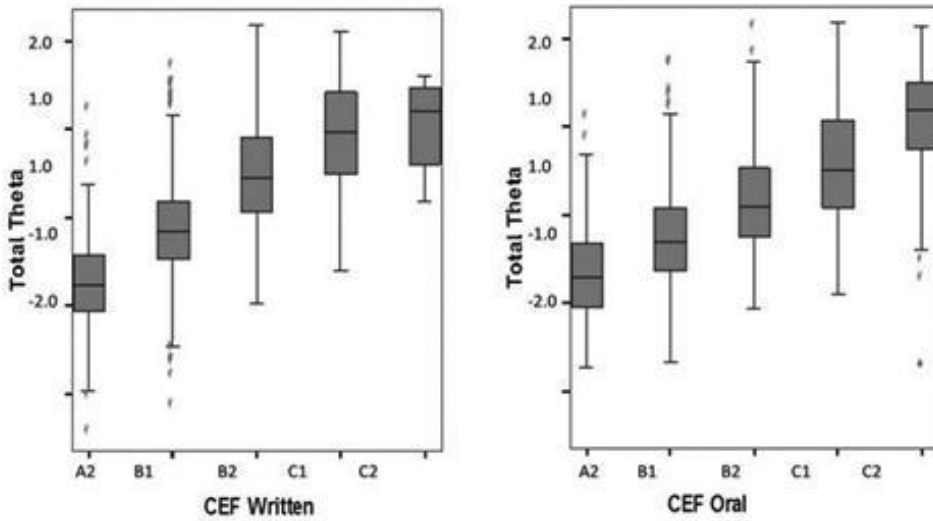 2.0
1.0
1.0
-1.0
-2.0
Total Theta
A2 B1 B2 C1 C2
CEF Written
2.0
1.0
1.0
-1.0
-2.0
Total Theta
A2 B1 B2 C1 C2
CEF Oral